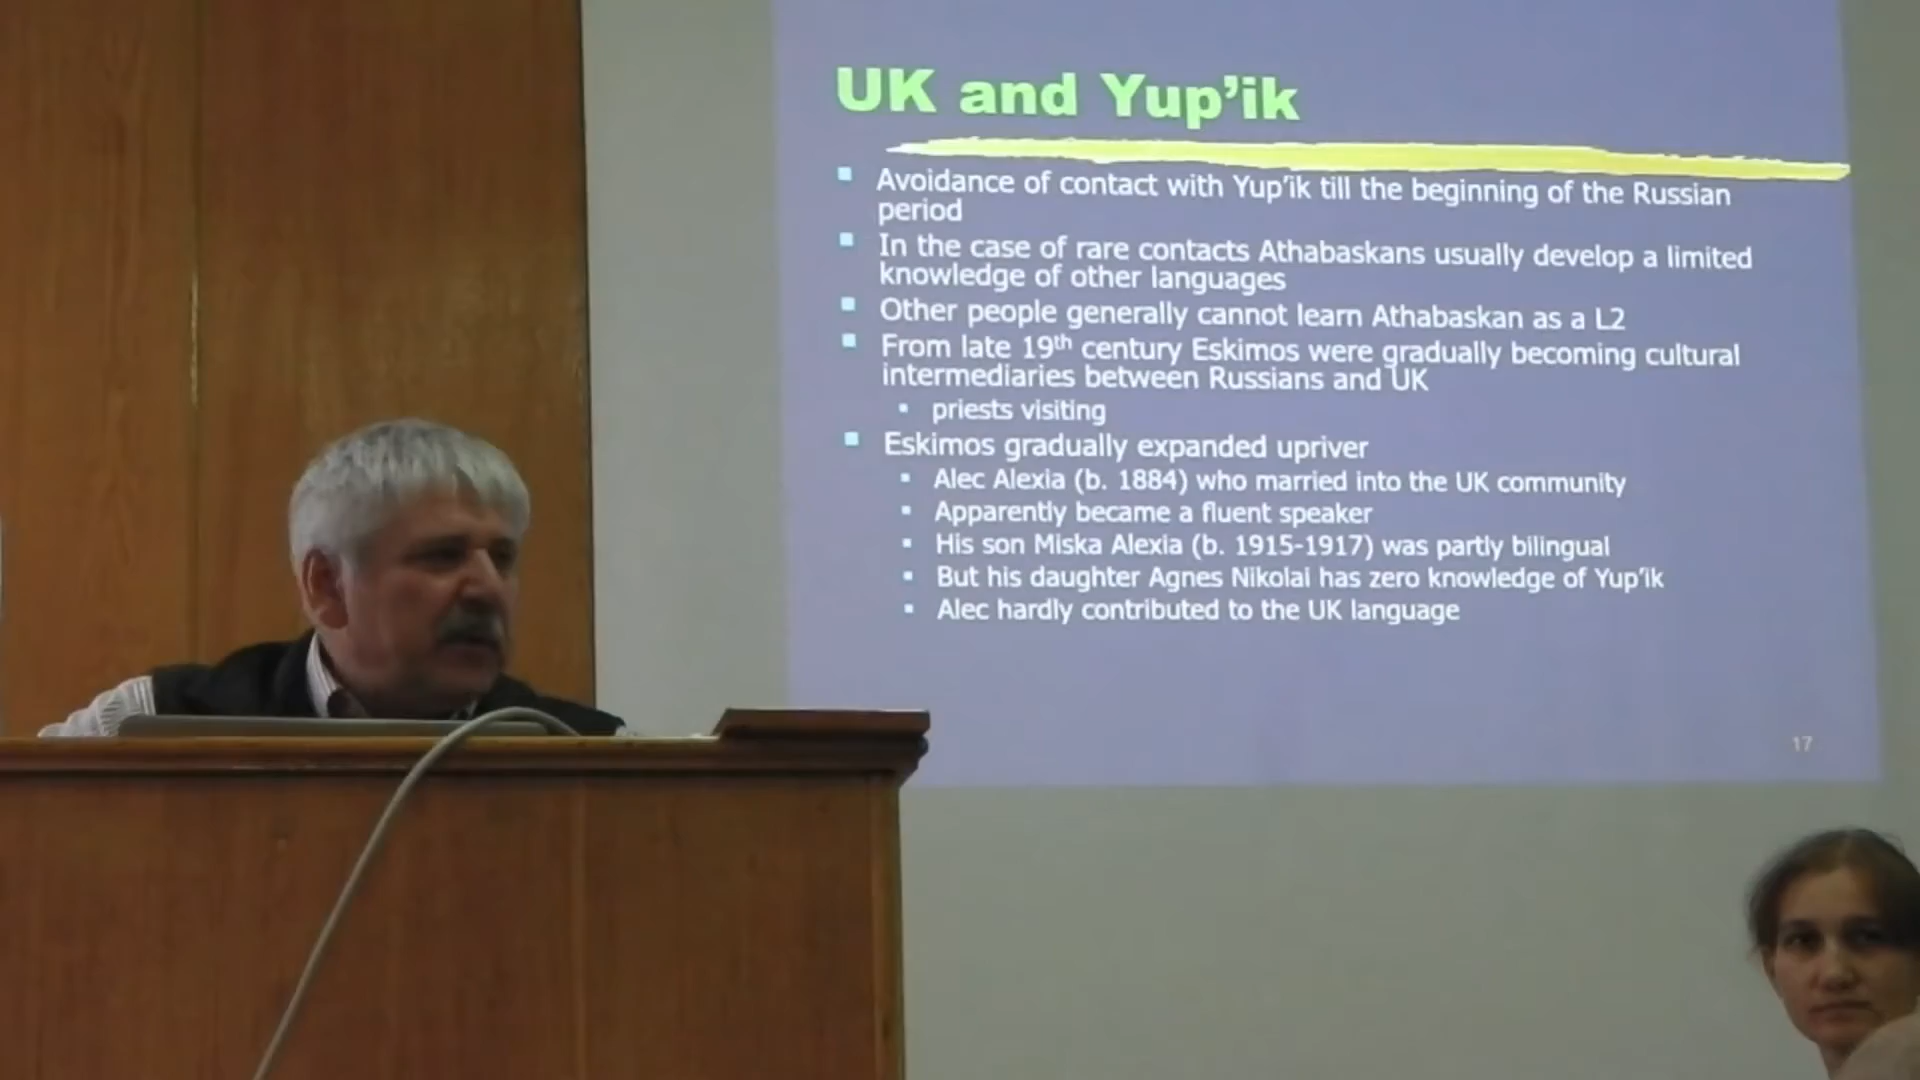 UK and Yup’ik
Avoidance of contact with Yup’ik till the beginning of the Russian
period
In the case of rare contacts Athabaskans usually develop a limited
knowledge of other languages
Other people generally cannot learn Athabaskan as a L2
From late 19th century Eskimos were gradually becoming cultural
intermediaries between Russians and UK
priests visiting
Eskimos gradually expanded upriver
Alec Alexia (b. 1884) who married into the UK community
Apparently became a fluent speaker
His son Miska Alexia (b. 1915-1917) was partly bilingual
But his daughter Agnes Nikolai has zero knowledge of Yup’ik
Alec hardly contributed to the UK language
17